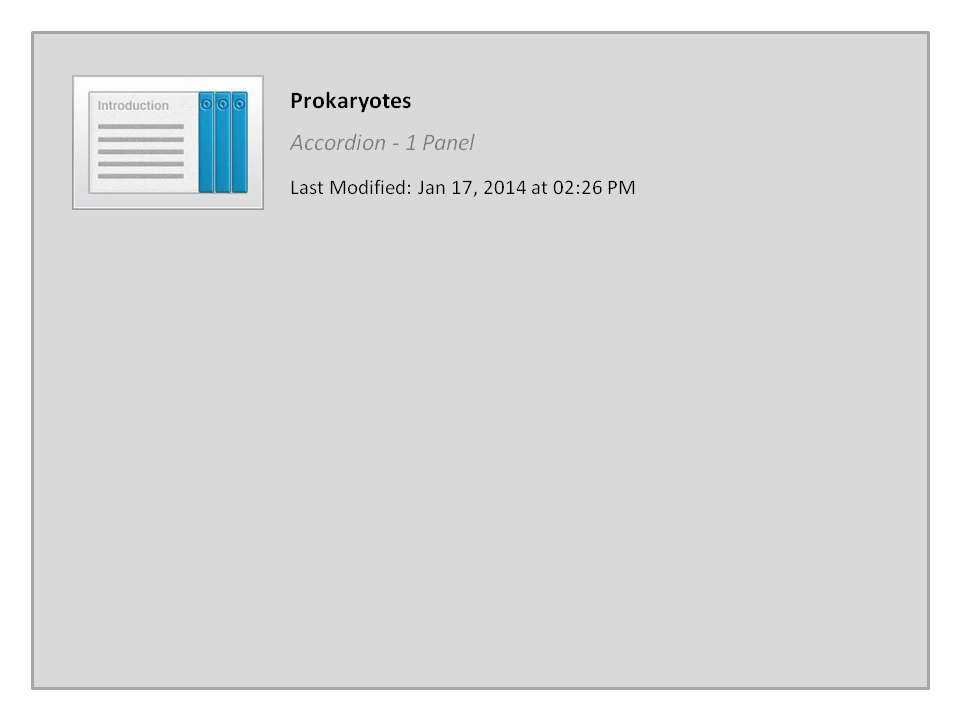 Introduction
Prokaryotes
Accordion - 1 Panel
Last Modified: Jan 17, 2014 at 02:26 PM